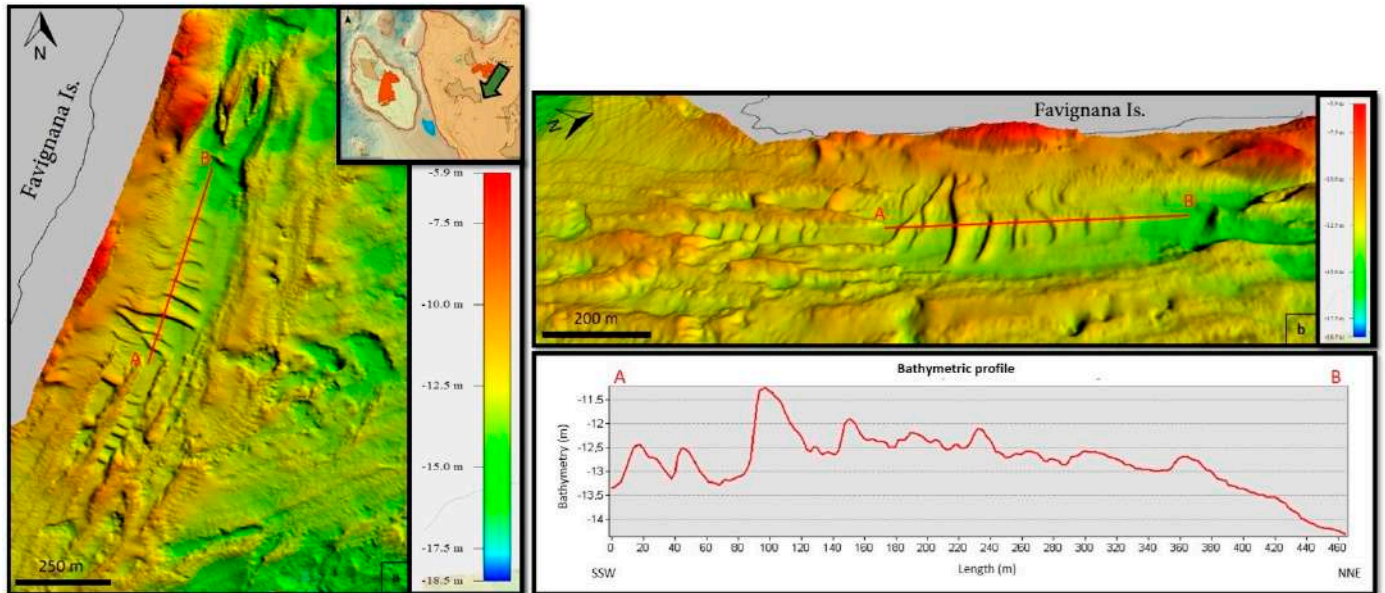 N
Favignana Is.
B
A
250 m
a
-5.9 m
-7.5 m
-10.0 m
-12.5 m
-15.0 m
-17.5 m
-18.5 m
N
Favignana Is.
A
B
200 m
b
Bathymetric profile
A
B
Bathymetry (m)
-11.5
-12
-12.5
-13
-13.5
-14
0 20 40 60 80 100 120 140 160 180 200 220 240 260 280 300 320 340 360 380 400 420 440 460
SSW
Length (m)
NNE